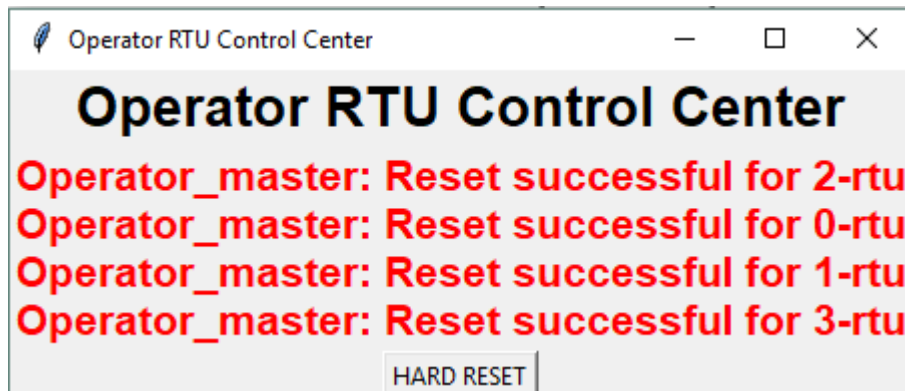 Operator RTU Control Center
Operator RTU Control Center
Operator_master: Reset successful for 2-rtu
Operator_master: Reset successful for 0-rtu
Operator_master: Reset successful for 1-rtu
Operator_master: Reset successful for 3-rtu
HARD RESET